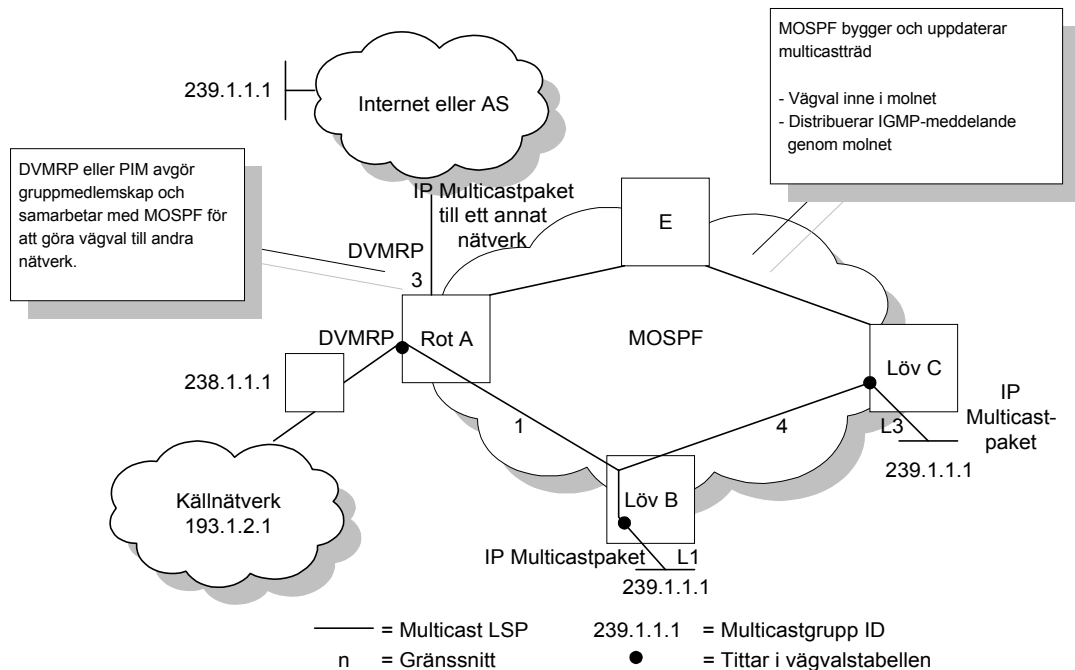 MOSPF bygger och uppdaterar
multicastträd
- Vägval inne i molnet
- Distribuerar IGMP-meddelande
genom molnet
239.1.1.1
Internet eller AS
DVMRP eller PIM avgör
gruppmedlemskap och
samarbetar med MOSPF för
att göra vägval till andra
nätverk.
IP Multicastpaket
till ett annat
nätverk
E
DVMRP
3
DVMRP
Rot A
MOSPF
Löv C
238.1.1.1
IP
Multicast-
paket
1
4
L3
239.1.1.1
Källnätverk
193.1.2.1
Löv B
IP Multicastpaket
L1
239.1.1.1
= Multicast LSP
239.1.1.1 = Multicastgrupp ID
n = Gränssnitt
= Tittar i vägvalstabellen